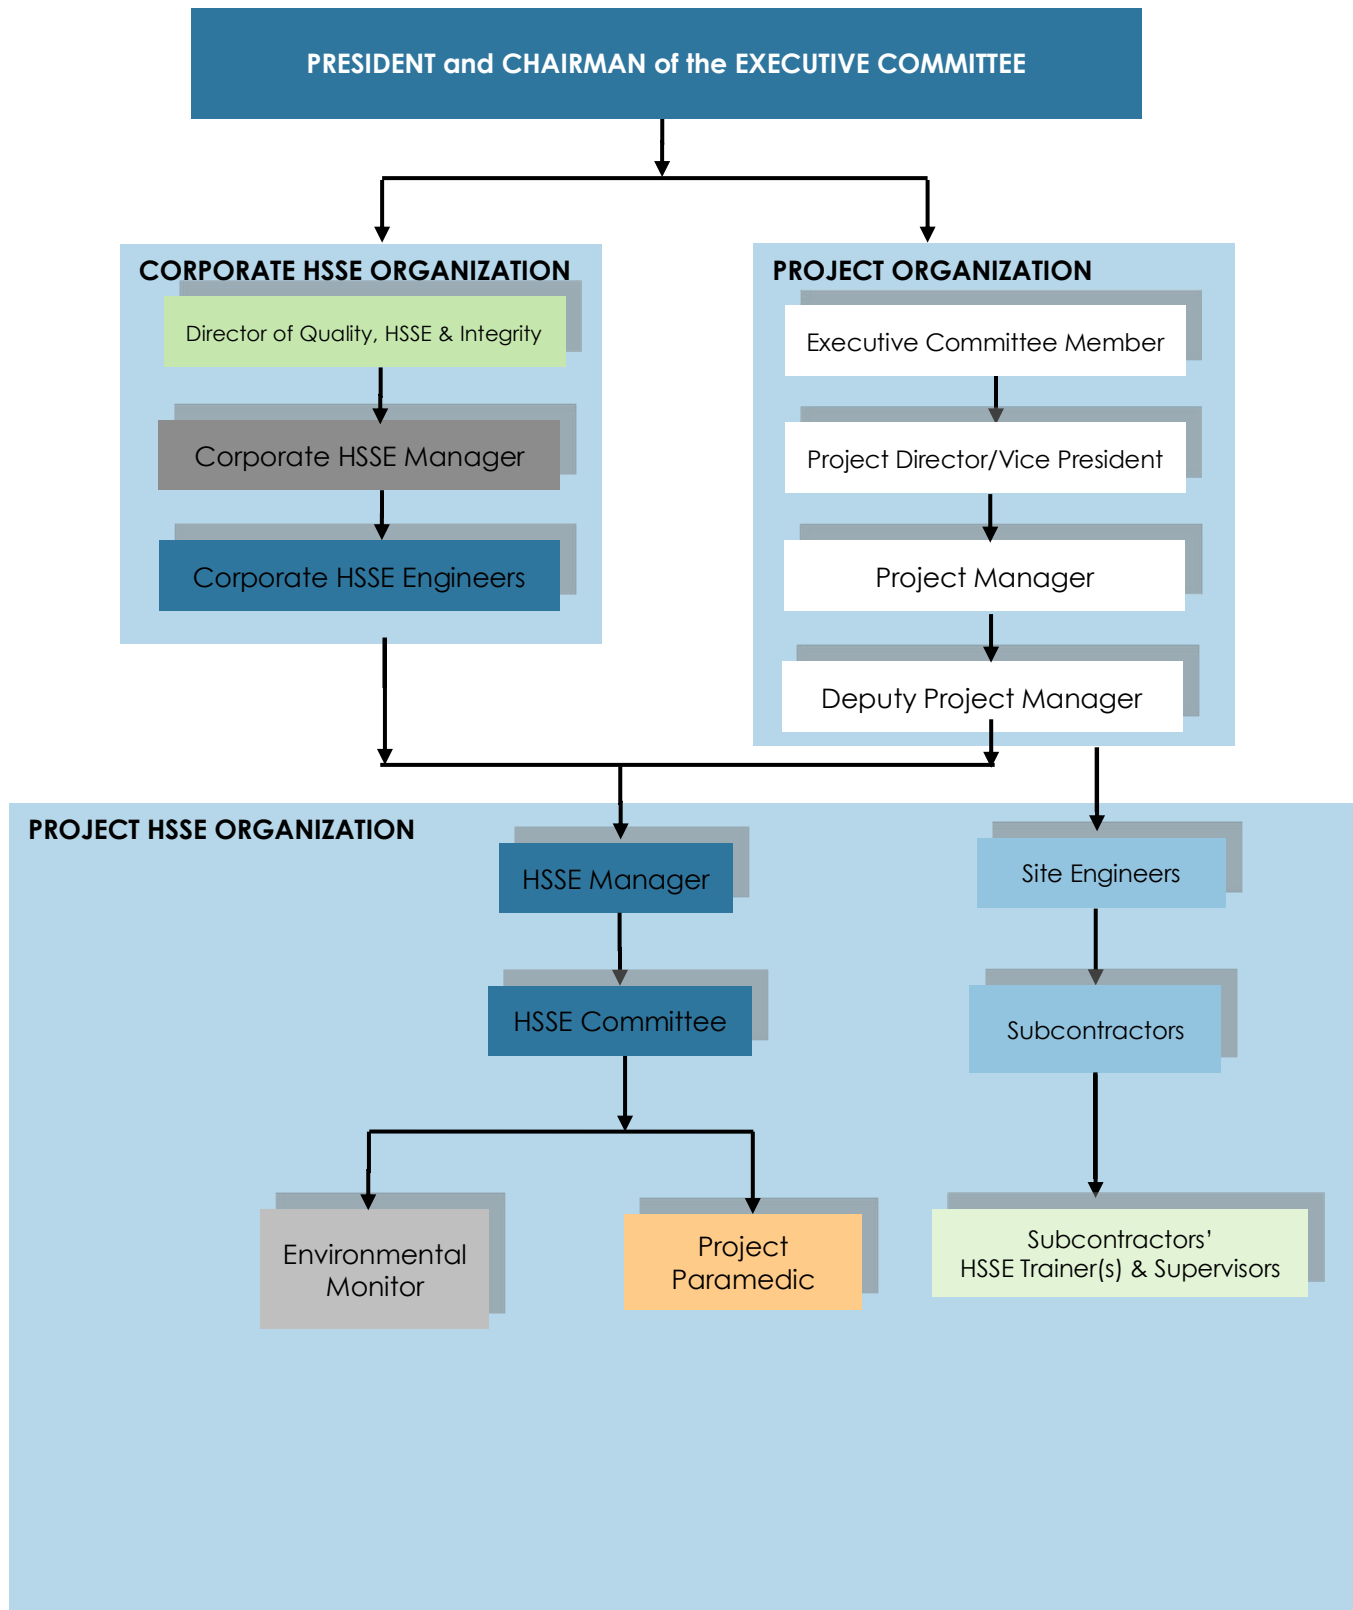 PRESIDENT and CHAIRMAN of the EXECUTIVE COMMITTEE
CORPORATE HSSE ORGANIZATION
Director of Quality, HSSE & Integrity
Corporate HSSE Manager
Corporate HSSE Engineers
PROJECT ORGANIZATION
Executive Committee Member
Project Director/Vice President
Project Manager
Deputy Project Manager
PROJECT HSSE ORGANIZATION
HSSE Manager
HSSE Committee
Environmental
Monitor
Project
Paramedic
Site Engineers
Subcontractors
Subcontractors’
HSSE Trainer(s) & Supervisors